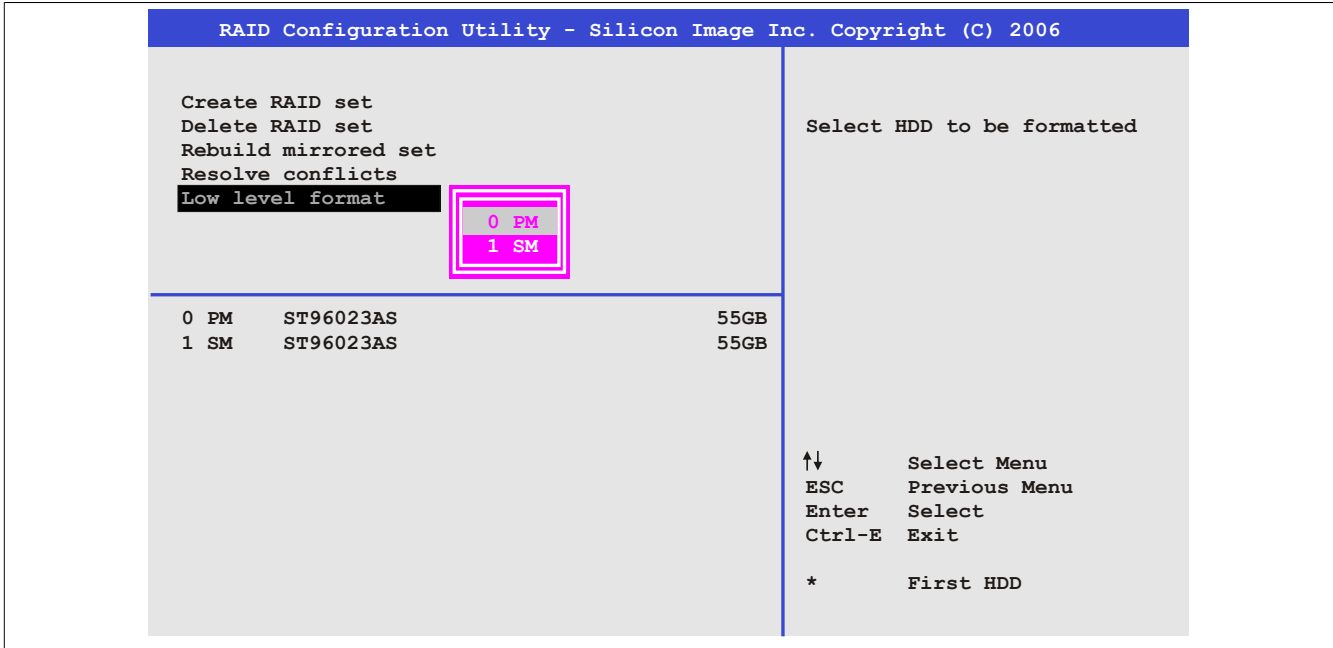 RAID Configuration Utility - Silicon Image Inc. Copyright (C) 2006
Create RAID set
Delete RAID set
Rebuild mirrored set
Resolve conflicts
Low level format
0 PM
1 SM
0 PM ST96023AS 55GB
1 SM ST96023AS 55GB
Select HDD to be formatted
↑↓ Select Menu
ESC Previous Menu
Enter Select
Ctrl-E Exit
* First HDD